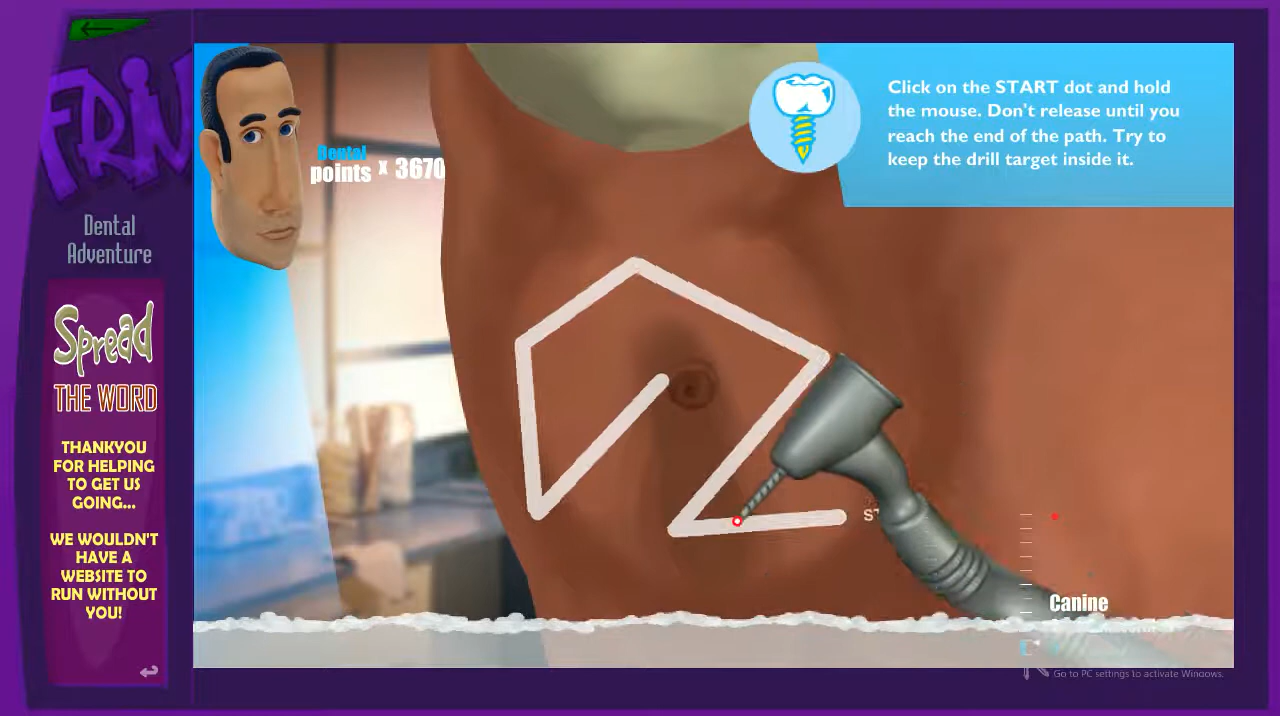 FRIV
Dental
Adventure
Spread
THE WORD
THANKYOU
FOR HELPING
TO GET US
GOING...
WE WOULDN'T
HAVE A
WEBSITE TO
RUN WITHOUT
YOU!
Dental
points x 3670
Click on the START dot and hold
the mouse. Don't release until you
reach the end of the path. Try to
keep the drill target inside it.
ST
Canine
Go to PC settings to activate Windows.